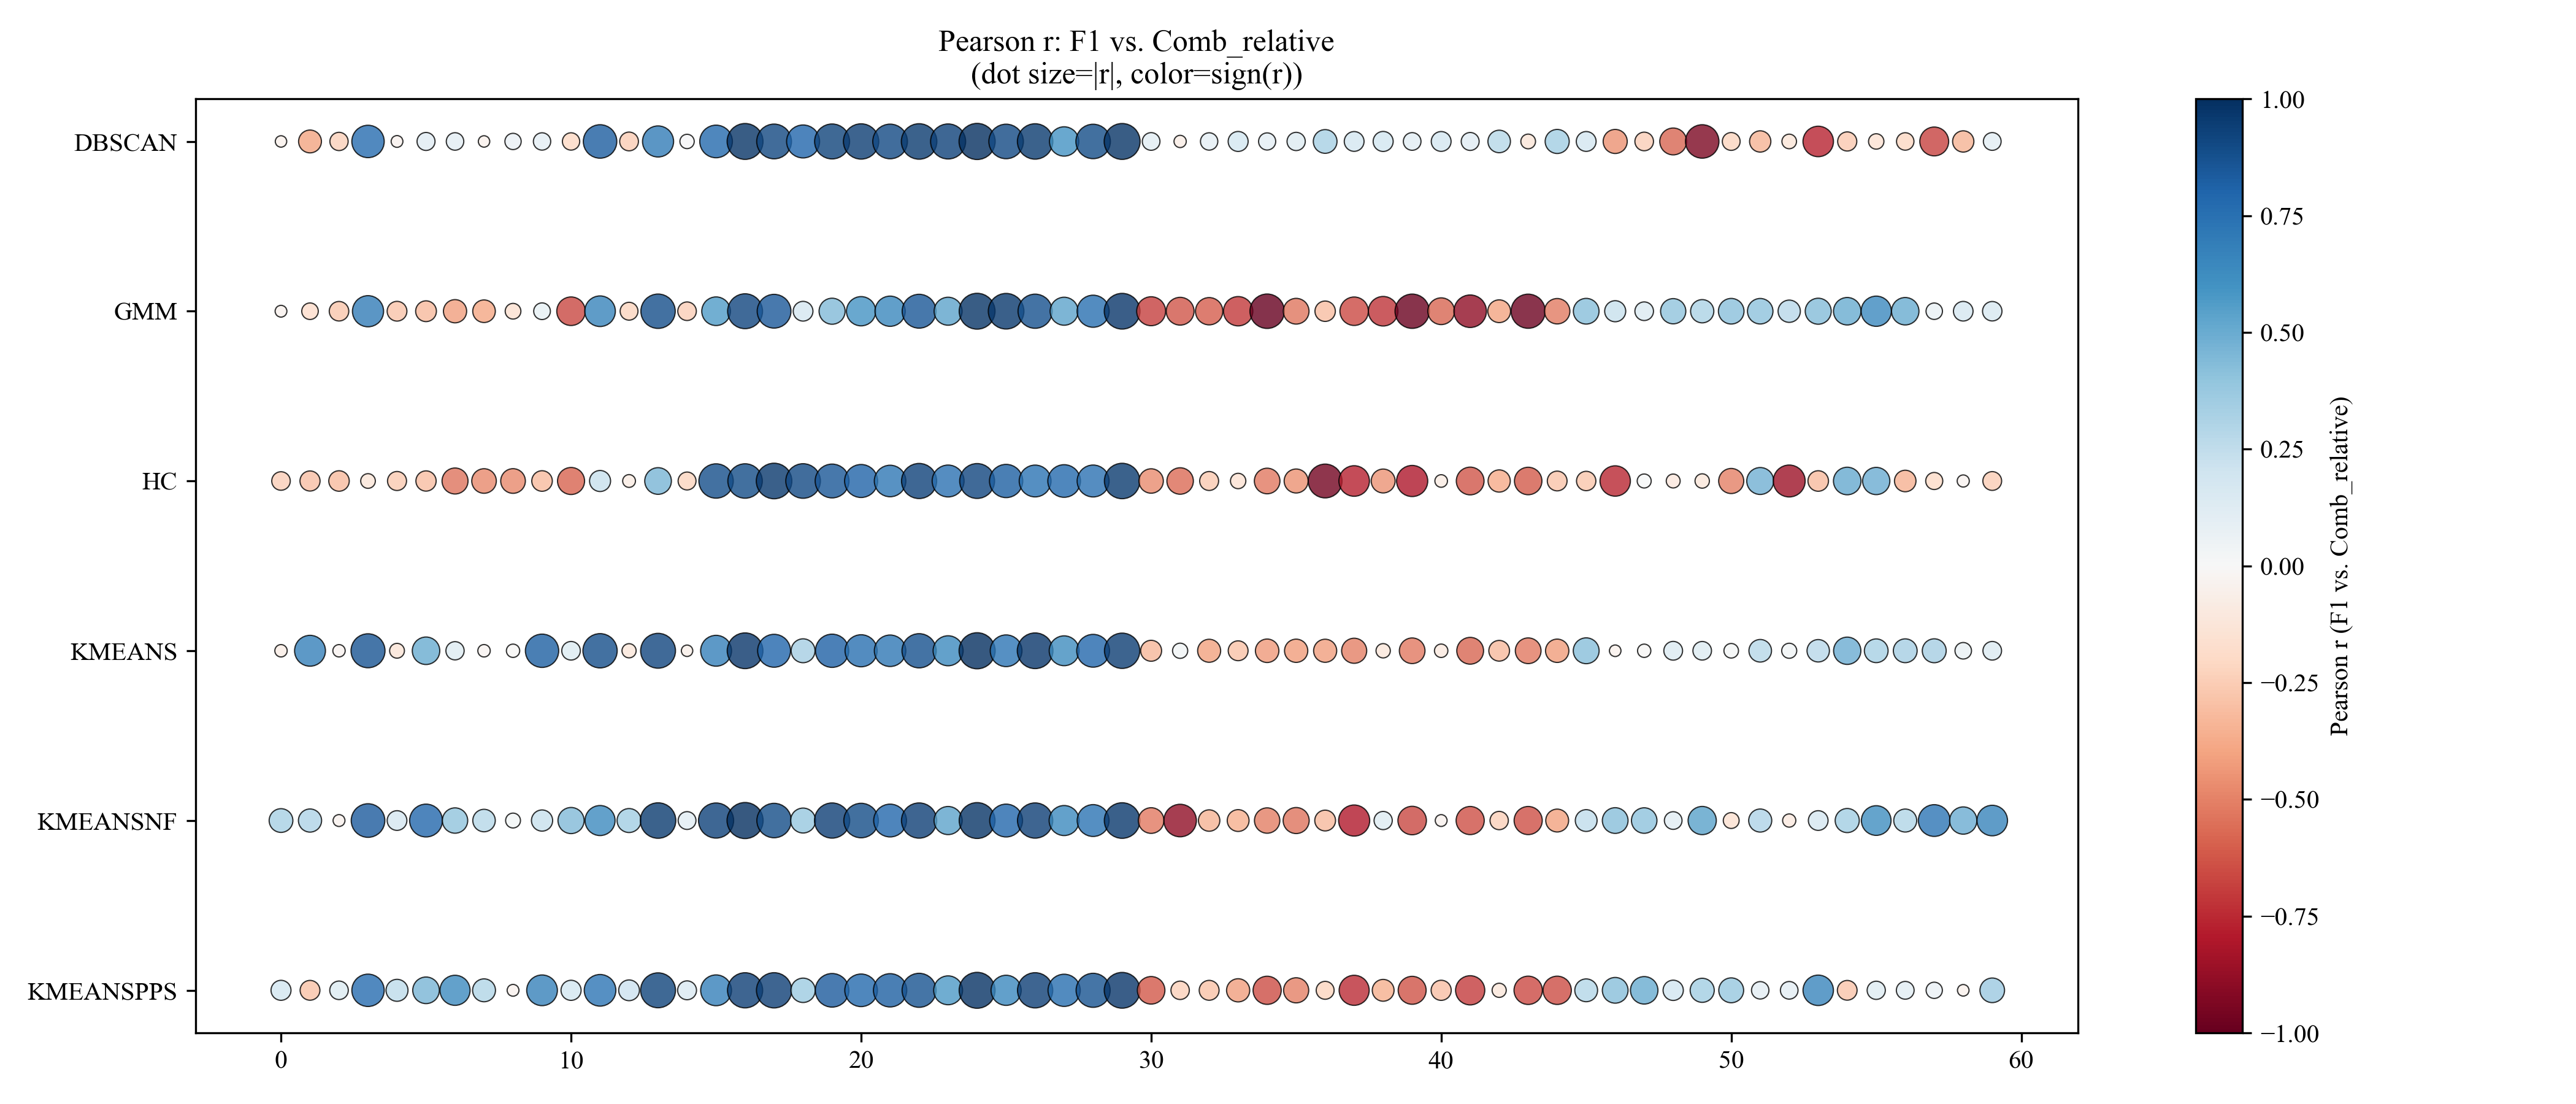 Pearson r: F1 vs. Comb_relative
(dot size=|r|, color=sign(r))
DBSCAN
GMM
HC
KMEANS
KMEANSNF
KMEANSPPS
0
10
20
30
40
50
60
1.00
0.75
0.50
0.25
0.00
−0.25
−0.50
−0.75
−1.00
Pearson r (F1 vs. Comb_relative)